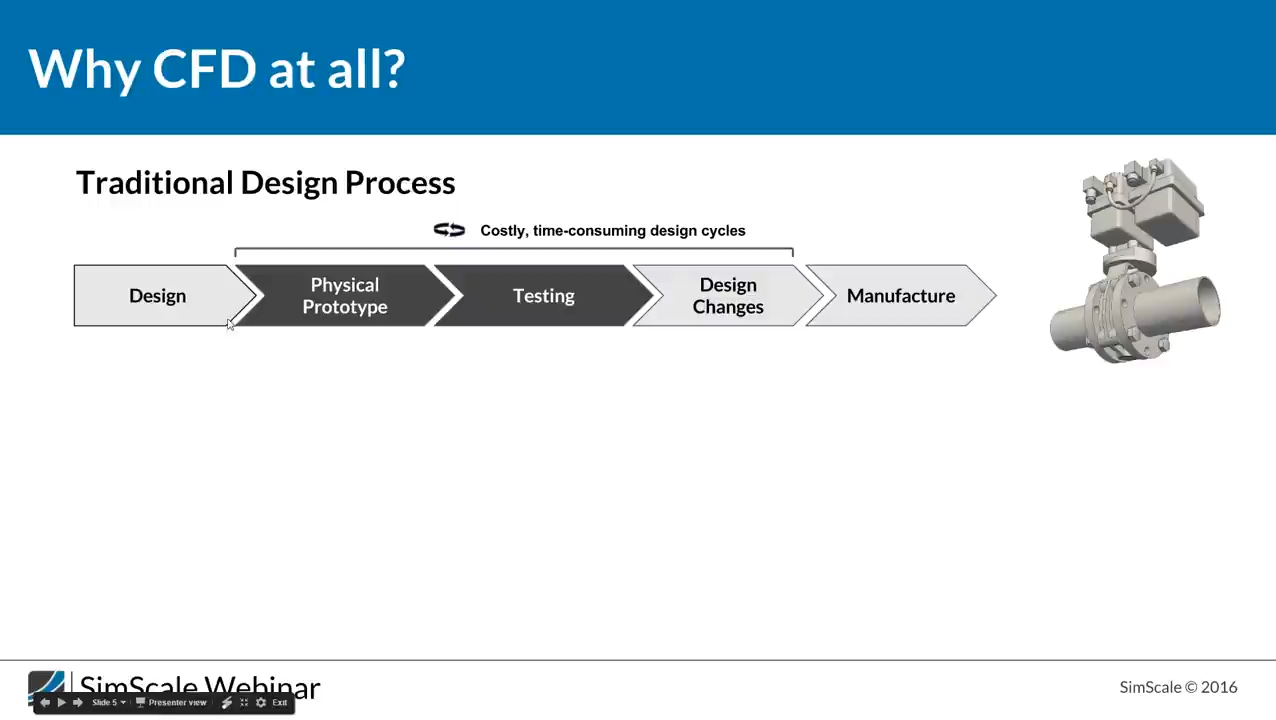 Why CFD at all?
Traditional Design Process
Costly, time-consuming design cycles
Design
Physical
Prototype
Testing
Design
Changes
Manufacture
SimScale Webinar
SimScale © 2016
Slide 5
Presenter view
Exit